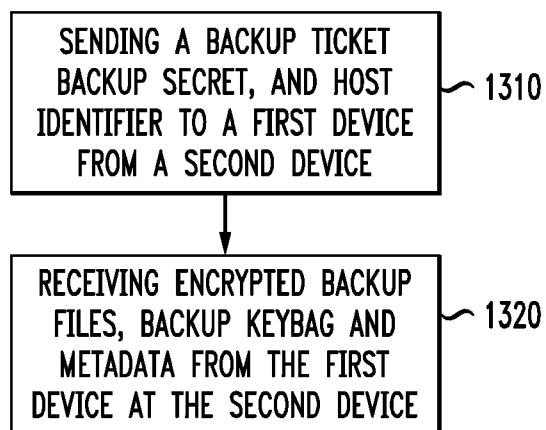 SENDING A BACKUP TICKET
BACKUP SECRET, AND HOST
IDENTIFIER TO A FIRST DEVICE
FROM A SECOND DEVICE
1310
RECEIVING ENCRYPTED BACKUP
FILES, BACKUP KEYBAG AND
METADATA FROM THE FIRST
DEVICE AT THE SECOND DEVICE
1320